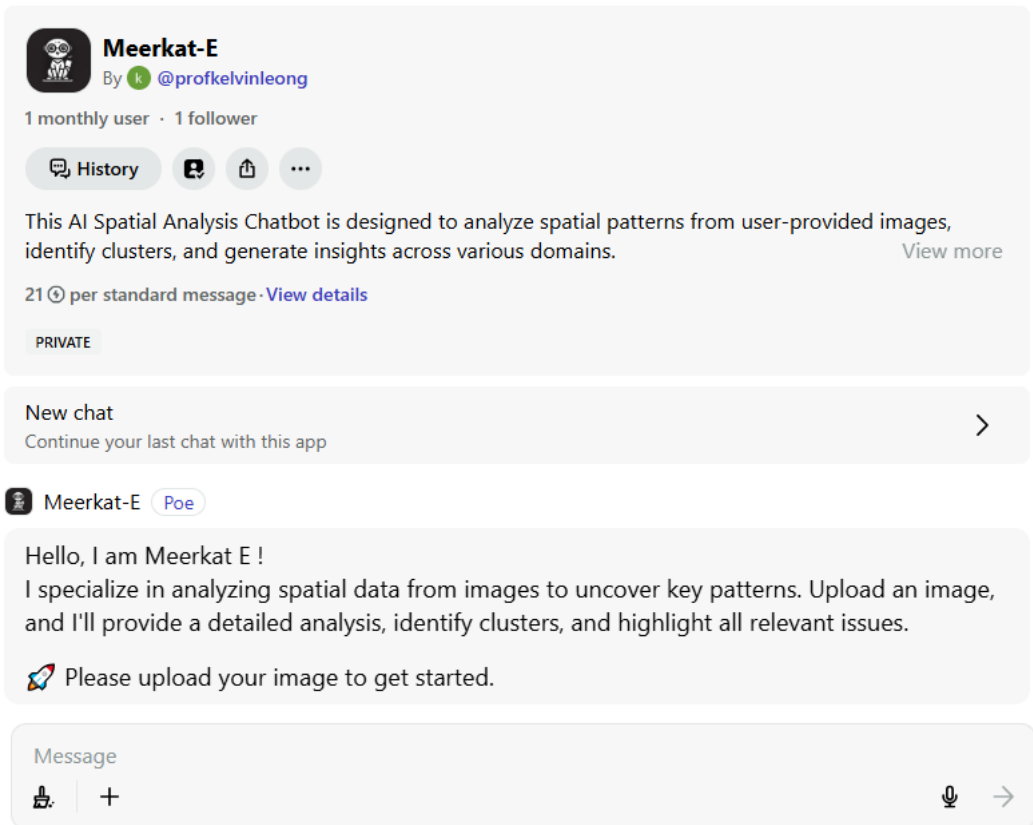 Meerkat-E
By k @profkelvinleong
1 monthly user · 1 follower
History
This AI Spatial Analysis Chatbot is designed to analyze spatial patterns from user-provided images,
identify clusters, and generate insights across various domains. View more
21 per standard message · View details
PRIVATE
New chat
Continue your last chat with this app
Meerkat-E Poe
Hello, I am Meerkat E !
I specialize in analyzing spatial data from images to uncover key patterns. Upload an image,
and I'll provide a detailed analysis, identify clusters, and highlight all relevant issues.
🚀 Please upload your image to get started.
Message